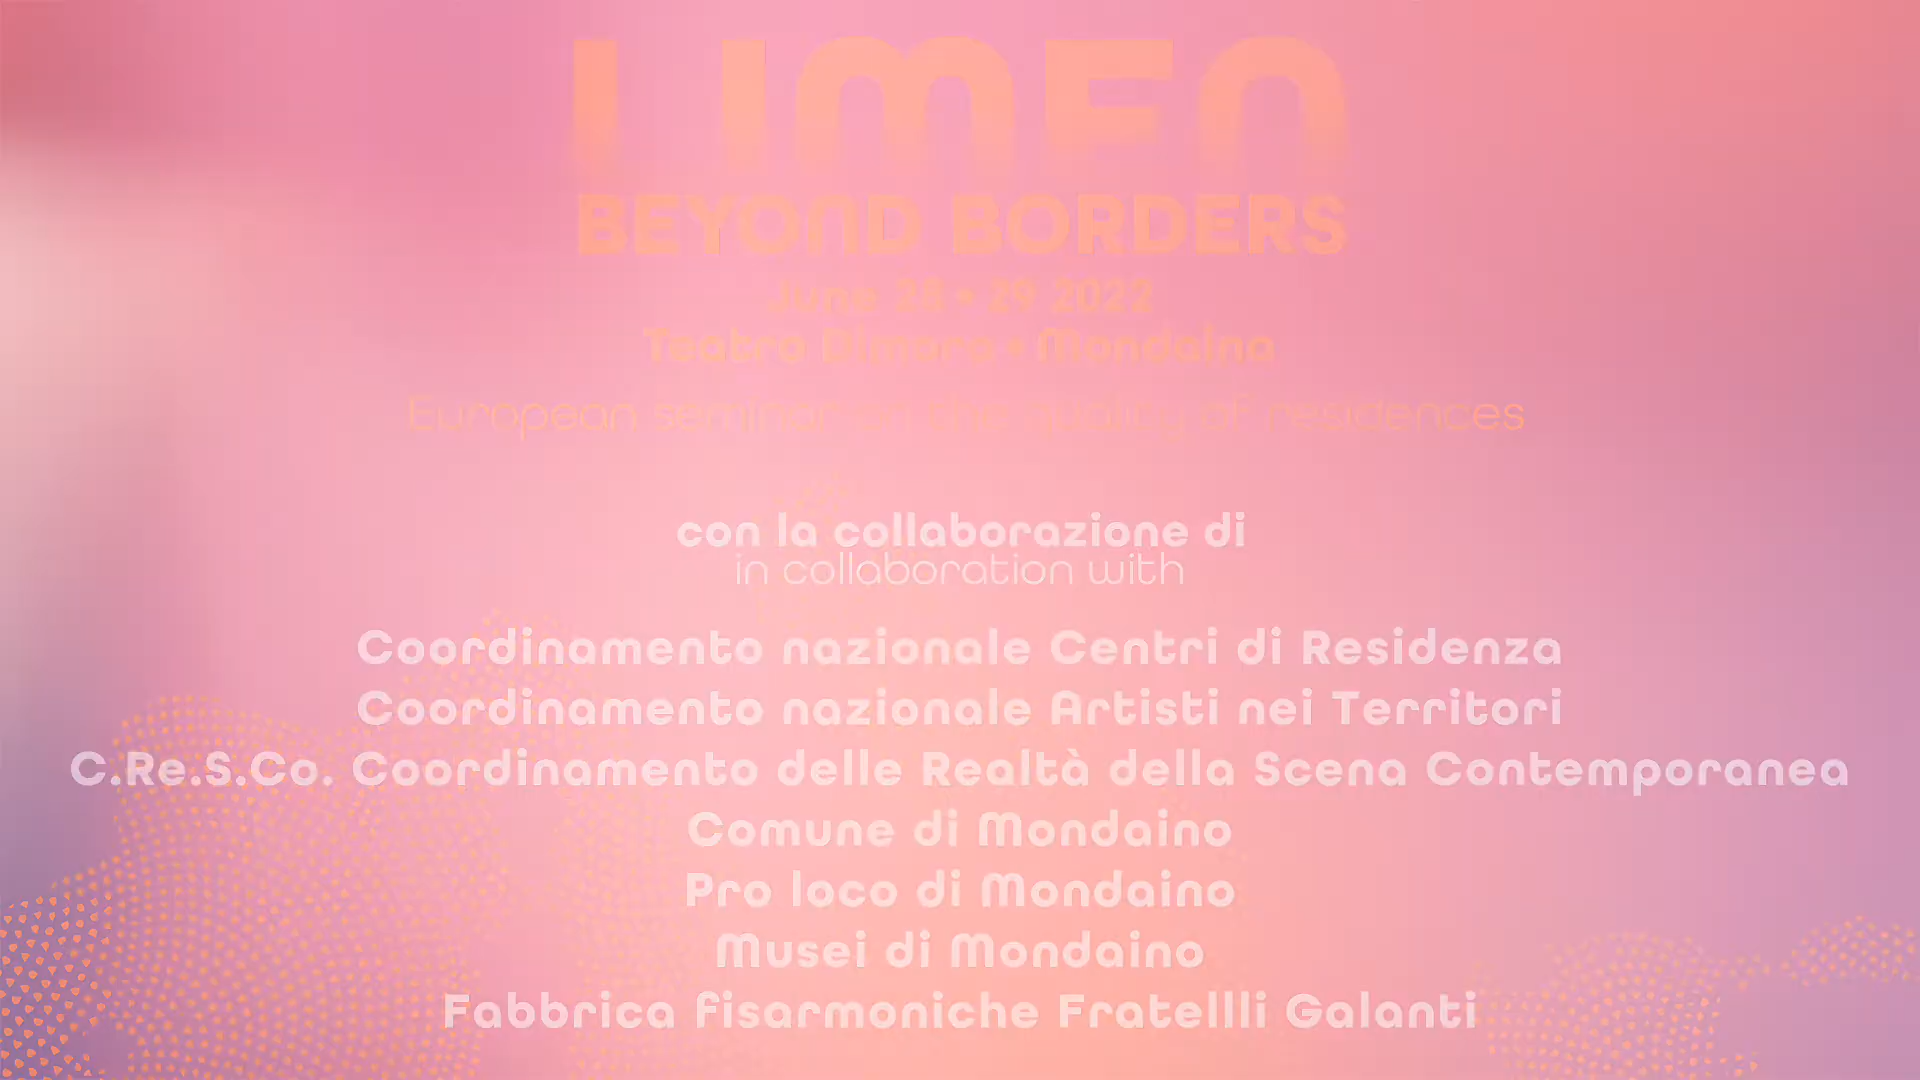 LIMEN
BEYOND BORDERS
June 28 • 29 2022
Teatro Dimora • Mondaino
European seminar on the quality of residences
con la collaborazione di
in collaboration with
Coordinamento nazionale Centri di Residenza
Coordinamento nazionale Artisti nei Territori
C.Re.S.Co. Coordinamento delle Realtà della Scena Contemporanea
Comune di Mondaino
Pro loco di Mondaino
Musei di Mondaino
Fabbrica fisarmoniche Fratellli Galanti